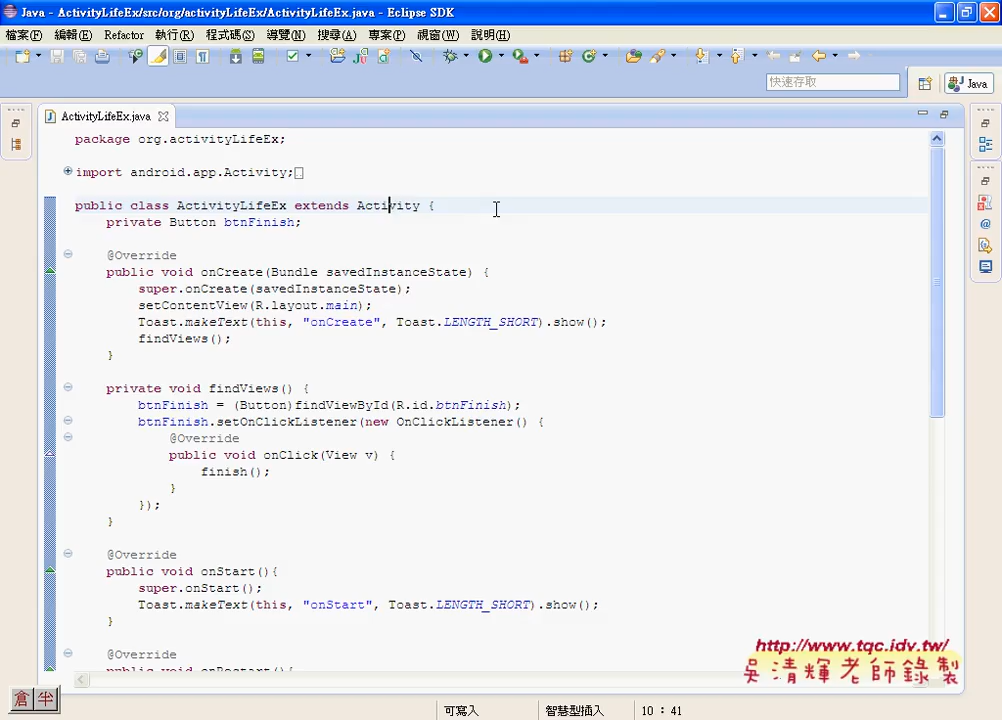 Java - ActivityLifeEx/src/org/activityLifeEx/ActivityLifeEx.java - Eclipse SDK
檔案(F) 編輯(E) Refactor 執行(R) 程式碼(S) 導覽(N) 搜尋(A) 專案(P) 視窗(W) 說明(H)
快速存取
Java
ActivityLifeEx.java
package org.activityLifeEx;
import android.app.Activity;
public class ActivityLifeEx extends Activity {
private Button btnFinish;
@Override
public void onCreate(Bundle savedInstanceState) {
super.onCreate(savedInstanceState);
setContentView(R.layout.main);
Toast.makeText(this, "onCreate", Toast.LENGTH_SHORT).show();
findViews();
}
private void findViews() {
btnFinish = (Button)findViewById(R.id.btnFinish);
btnFinish.setOnClickListener(new OnClickListener() {
@Override
public void onClick(View v) {
finish();
}
});
}
@Override
public void onStart(){
super.onStart();
Toast.makeText(this, "onStart", Toast.LENGTH_SHORT).show();
}
@Override
public void onRestart(){
http://www.tqc.idv.tw/
吳清輝老師錄製
倉 半
可寫入 智慧型插入 10 : 41